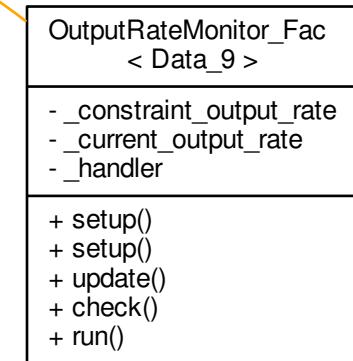 OutputRateMonitor_Fac
< Data_9 >
- _constraint_output_rate
- _current_output_rate
- _handler
+ setup()
+ setup()
+ update()
+ check()
+ run()